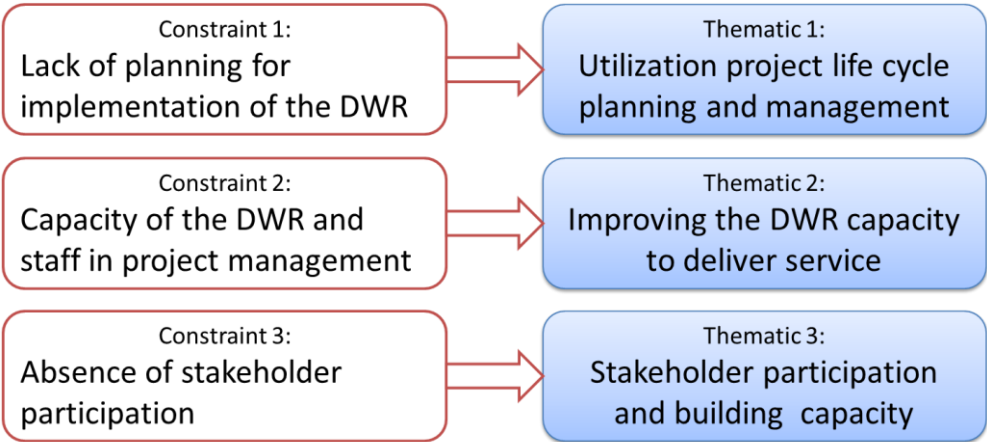 Constraint 1:
Lack of planning for
implementation of the DWR
Thematic 1:
Utilization project life cycle
planning and management
Constraint 2:
Capacity of the DWR and
staff in project management
Thematic 2:
Improving the DWR capacity
to deliver service
Constraint 3:
Absence of stakeholder
participation
Thematic 3:
Stakeholder participation
and building  capacity